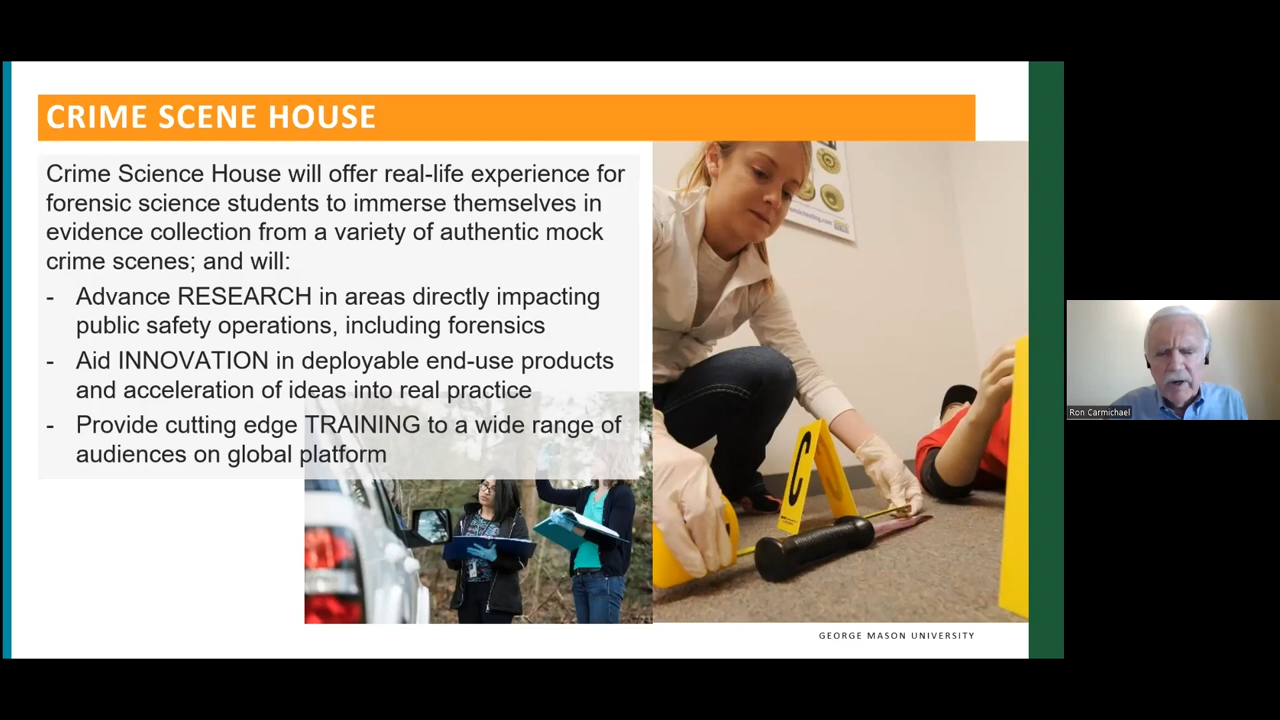 CRIME SCENE HOUSE
Crime Science House will offer real-life experience for
forensic science students to immerse themselves in
evidence collection from a variety of authentic mock
crime scenes; and will:
- Advance RESEARCH in areas directly impacting
public safety operations, including forensics
- Aid INNOVATION in deployable end-use products
and acceleration of ideas into real practice
- Provide cutting edge TRAINING to a wide range of
audiences on global platform
C
GEORGE MASON UNIVERSITY
Ron Carmichael